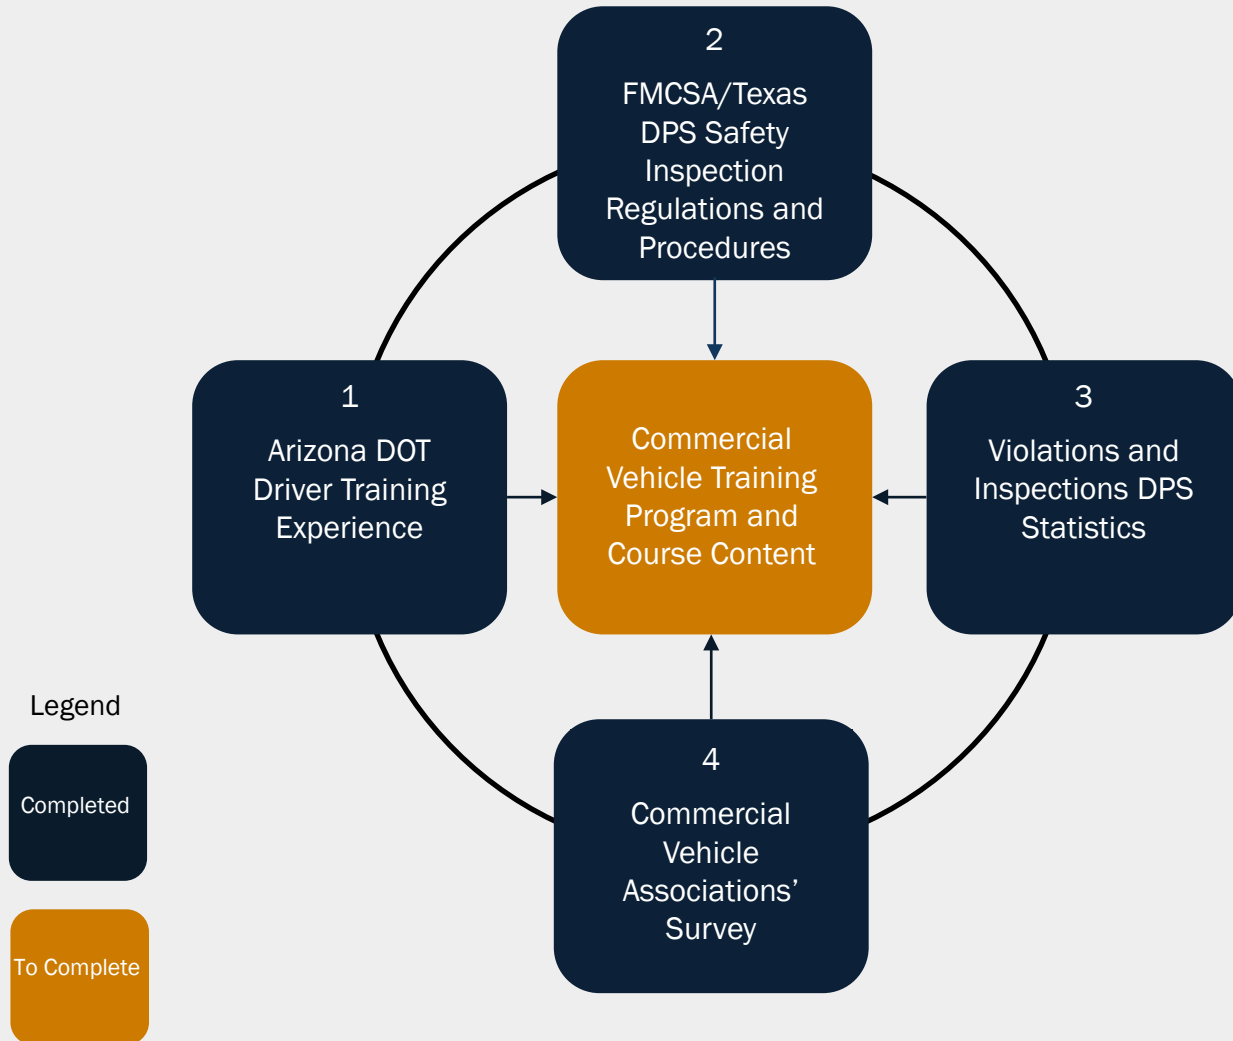 2
FMCSA/Texas
DPS Safety
Inspection
Regulations and
Procedures
1
Arizona DOT
Driver Training
Experience
Commercial
Vehicle Training
Program and
Course Content
3
Violations and
Inspections DPS
Statistics
4
Commercial
Vehicle
Associations’
Survey
Legend
Completed
To Complete